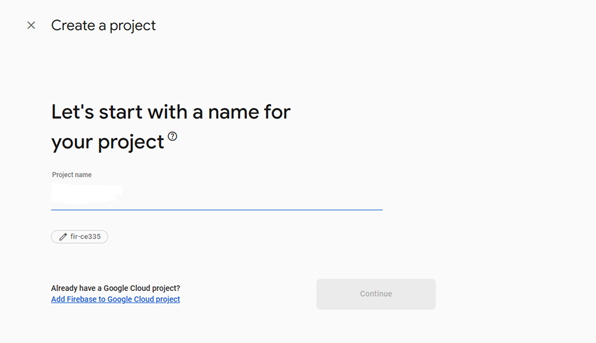 Create a project
Let's start with a name for
your project
Project name
fir-ce335
Already have a Google Cloud project?
Add Firebase to Google Cloud project
Continue